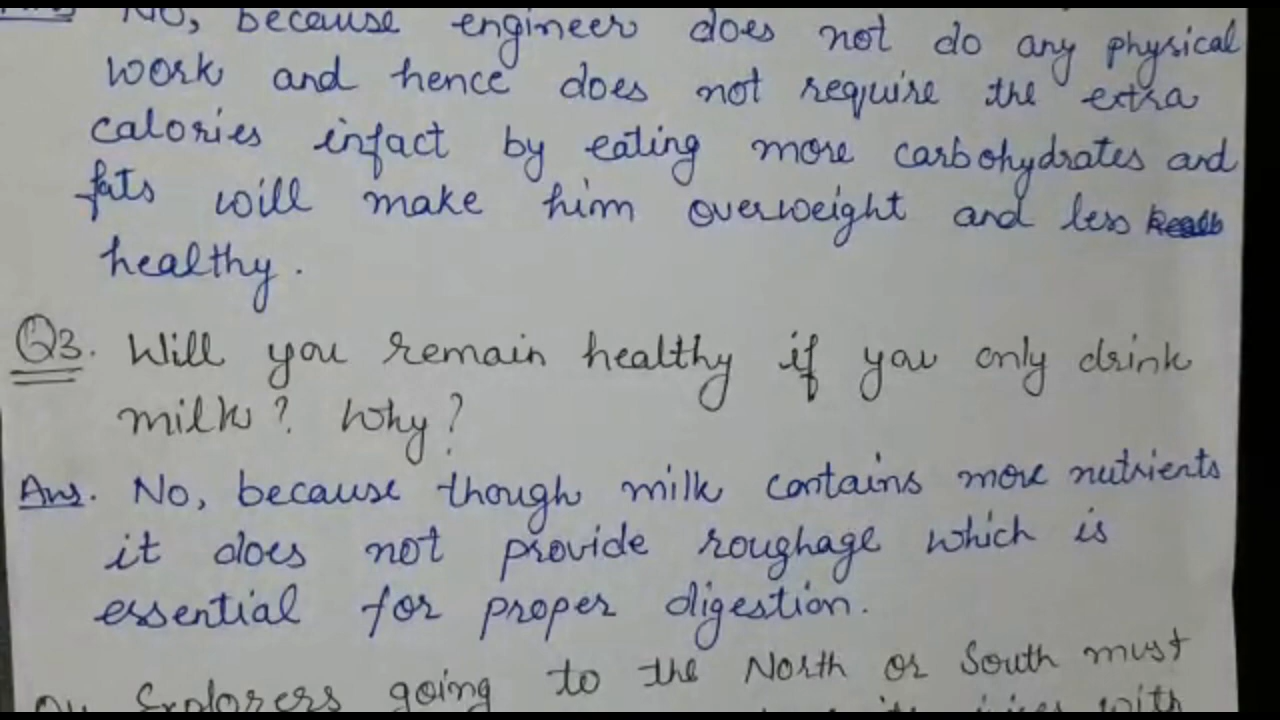 No, because engineer does not do any physical
work and hence does not require the extra
calories infact by eating more carbohydrates and
fats will make him overweight and less
healthy.
Q3. Will you remain healthy if you only drink
milk? Why?
Ans. No, because though milk contains more nutrients
it does not provide roughage which is
essential for proper digestion.
Explorers going to the North or South must
with